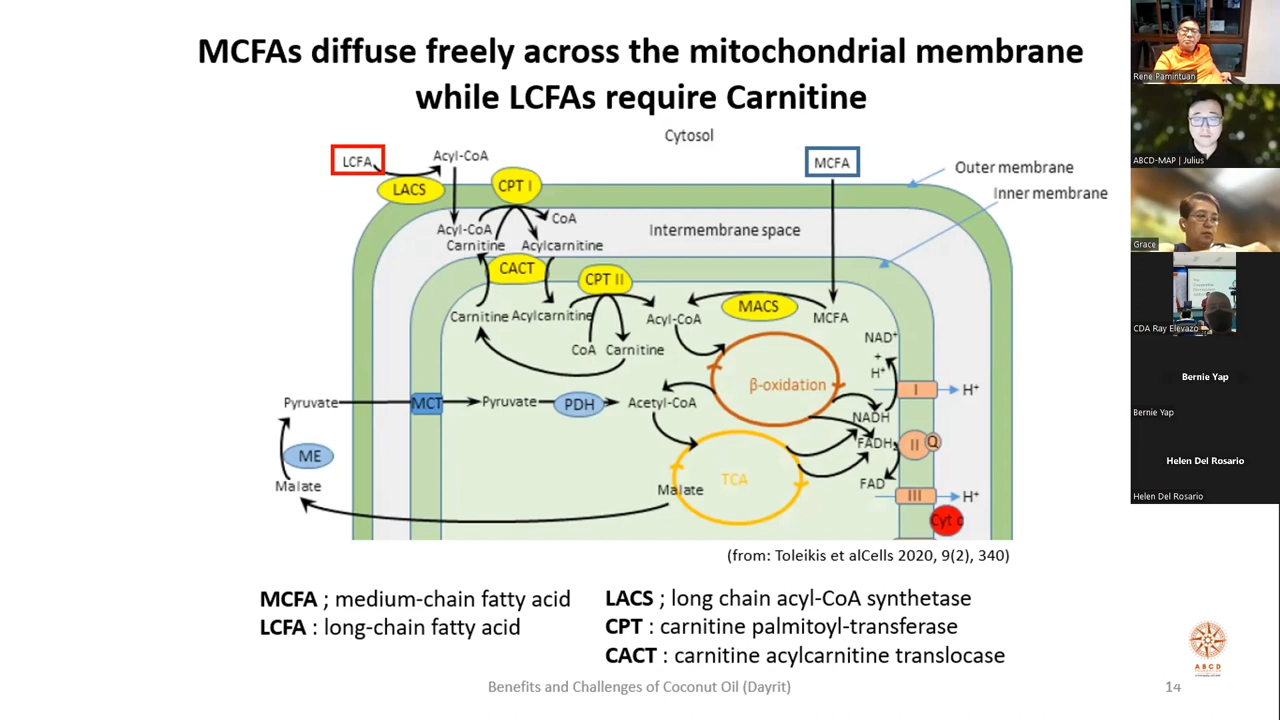 MCFAs diffuse freely across the mitochondrial membrane
while LCFAs require Carnitine
Cytosol
LCFA
Acyl-CoA
MCFA
Outer membrane
Inner membrane
LACS
CPT I
CoA
Acyl-CoA
Carnitine
Acylcarnitine
Intermembrane space
CACT
CPT II
MACS
Carnitine
Acylcarnitine
Acyl-CoA
MCFA
CoA
Carnitine
NAD⁺
+
H⁺
β-oxidation
I
H⁺
Pyruvate
MCT
Pyruvate
PDH
Acetyl-CoA
NADH
FADH₂
II
Q
ME
Malate
Malate
TCA
FAD
III
H⁺
Cyt c
(from: Toleikis et alCells 2020, 9(2), 340)
MCFA ; medium-chain fatty acid
LCFA : long-chain fatty acid
LACS ; long chain acyl-CoA synthetase
CPT : carnitine palmitoyl-transferase
CACT : carnitine acylcarnitine translocase
Benefits and Challenges of Coconut Oil (Dayrit)
14
ABCD
Rene Pamintuan
ABCD-MAP | Julius
Grace
CDA Ray Elevazo
Bernie Yap
Bernie Yap
Helen Del Rosario
Helen Del Rosario